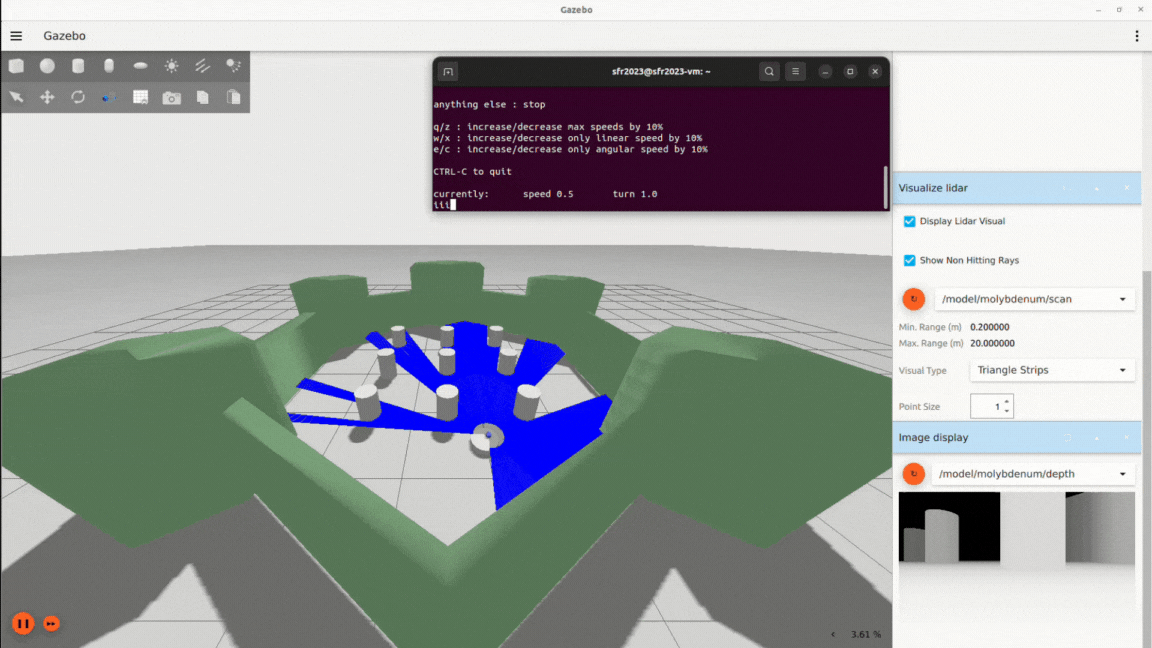 Gazebo
Gazebo
sfr2023@sfr2023-vm: ~
anything else : stop
q/z : increase/decrease max speeds by 10%
w/x : increase/decrease only linear speed by 10%
e/c : increase/decrease only angular speed by 10%
CTRL-C to quit
currently: speed 0.5 turn 1.0
iii
Visualize lidar
Display Lidar Visual
Show Non Hitting Rays
/model/molybdenum/scan
Min. Range (m) 0.200000
Max. Range (m) 20.000000
Visual Type Triangle Strips
Point Size 1
Image display
/model/molybdenum/depth
3.61 %